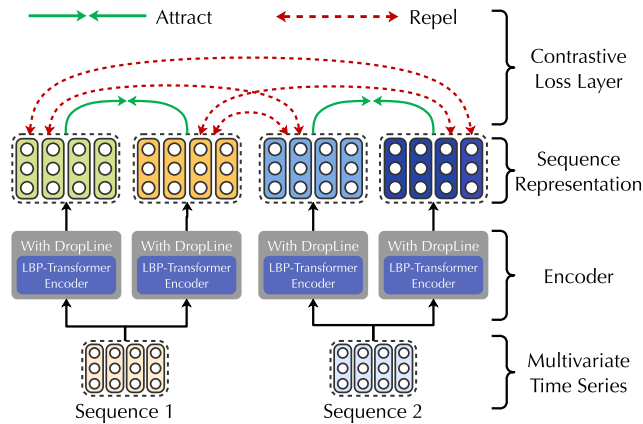 Attract
Repel
Contrastive
Loss Layer
Sequence
Representation
With DropLine
LBP-Transformer
Encoder
With DropLine
LBP-Transformer
Encoder
With DropLine
LBP-Transformer
Encoder
With DropLine
LBP-Transformer
Encoder
Encoder
Multivariate
Time Series
Sequence 1
Sequence 2